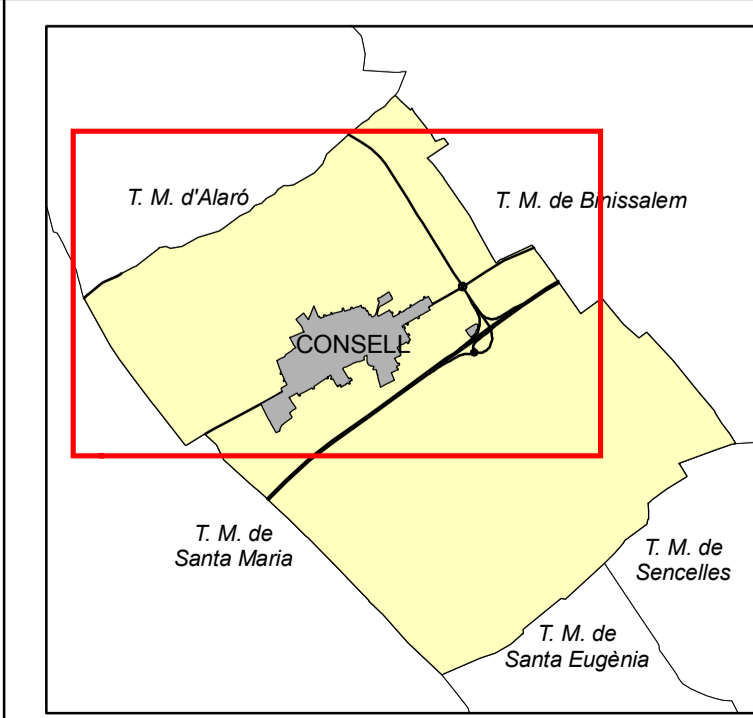 T. M. d'Alaró
T. M. de Binissalem
CONSELL
T. M. de
Santa Maria
T. M. de
Sencelles
T. M. de
Santa Eugènia